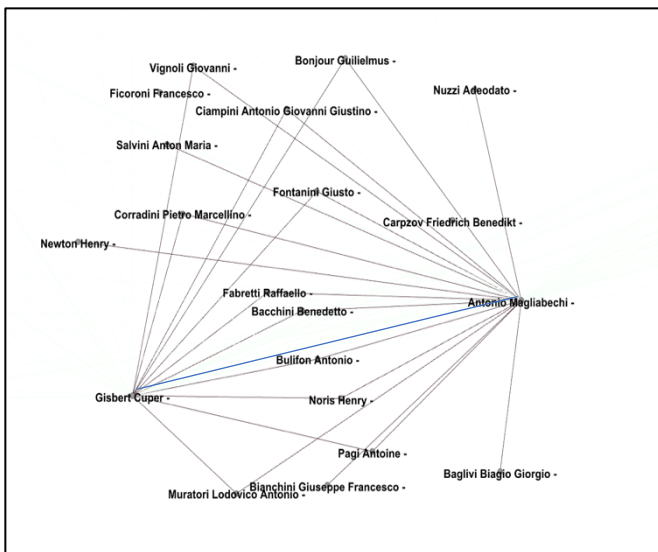 Bonjour Guilielmus -
Vignoli Giovanni -
Nuzzi Adeodato -
Ficoroni Francesco -
Ciampini Antonio Giovanni Giustino -
Salvini Anton Maria -
Fontanini Giusto -
Corradini Pietro Marcellino -
Carpzov Friedrich Benedikt -
Newton Henry -
Fabretti Raffaello -
Antonio Magliabechi -
Bacchini Benedetto -
Bulifon Antonio -
Gisbert Cuper -
Noris Henry -
Pagi Antoine -
Baglivi Biagio Giorgio -
Bianchini Giuseppe Francesco -
Muratori Lodovico Antonio -